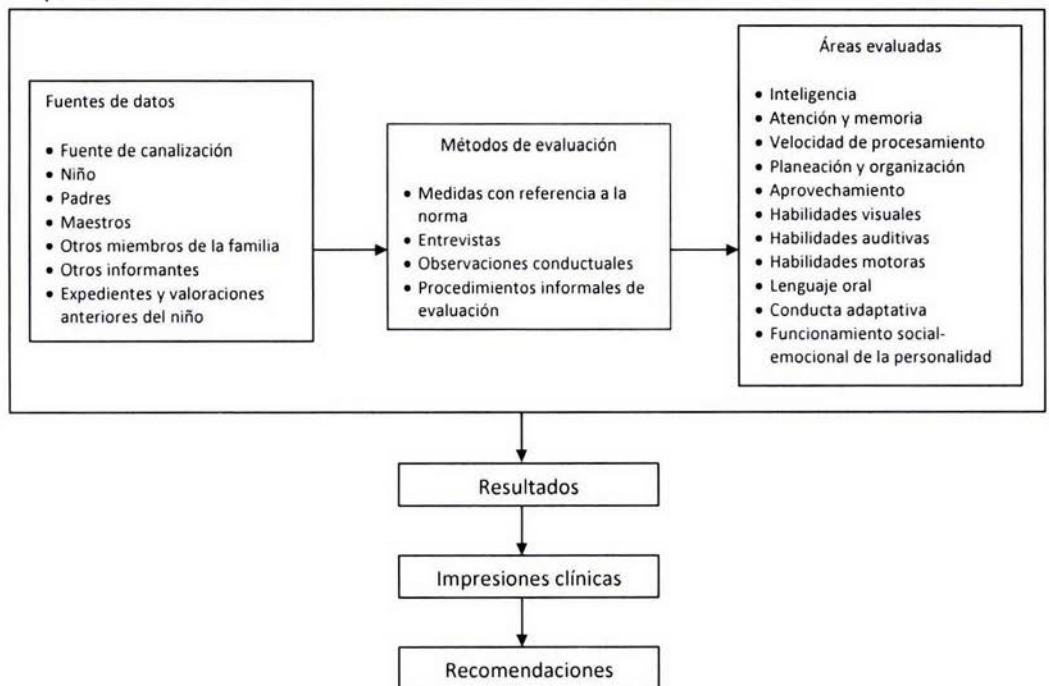 Fuentes de datos
• Fuente de canalización
• Niño
• Padres
• Maestros
• Otros miembros de la familia
• Otros informantes
• Expedientes y valoraciones
anteriores del niño
Métodos de evaluación
• Medidas con referencia a la
norma
• Entrevistas
• Observaciones conductuales
• Procedimientos informales de
evaluación
Áreas evaluadas
• Inteligencia
• Atención y memoria
• Velocidad de procesamiento
• Planeación y organización
• Aprovechamiento
• Habilidades visuales
• Habilidades auditivas
• Habilidades motoras
• Lenguaje oral
• Conducta adaptativa
• Funcionamiento social-
emocional de la personalidad
Resultados
Impresiones clínicas
Recomendaciones